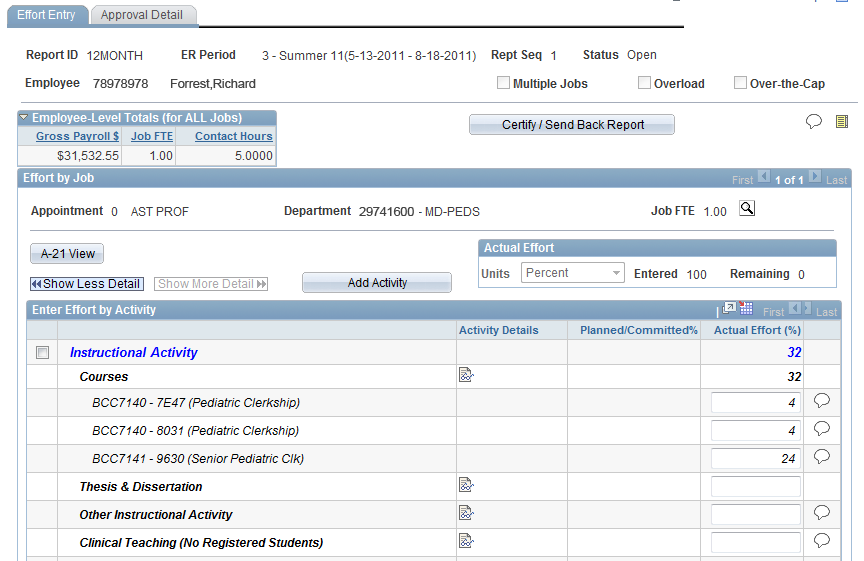 Effort Entry Approval Detail
Report ID 12MONTH ER Period 3 - Summer 11(5-13-2011 - 8-18-2011) Rept Seq 1 Status Open
Employee 78978978 Forrest,Richard Multiple Jobs Overload Over-the-Cap
Employee-Level Totals (for ALL Jobs)
Gross Payroll $ Job FTE Contact Hours
$31,532.55 1.00 5.0000
Certify / Send Back Report
Effort by Job First 1 of 1 Last
Appointment 0 AST PROF Department 29741600 - MD-PEDS Job FTE 1.00
A-21 View
Actual Effort
Units Percent Entered 100 Remaining 0
Show Less Detail Show More Detail Add Activity
Enter Effort by Activity First Last
Activity Details Planned/Committed% Actual Effort (%)
Instructional Activity 32
Courses 32
BCC7140 - 7E47 (Pediatric Clerkship) 4
BCC7140 - 8031 (Pediatric Clerkship) 4
BCC7141 - 9630 (Senior Pediatric Clk) 24
Thesis & Dissertation
Other Instructional Activity
Clinical Teaching (No Registered Students)